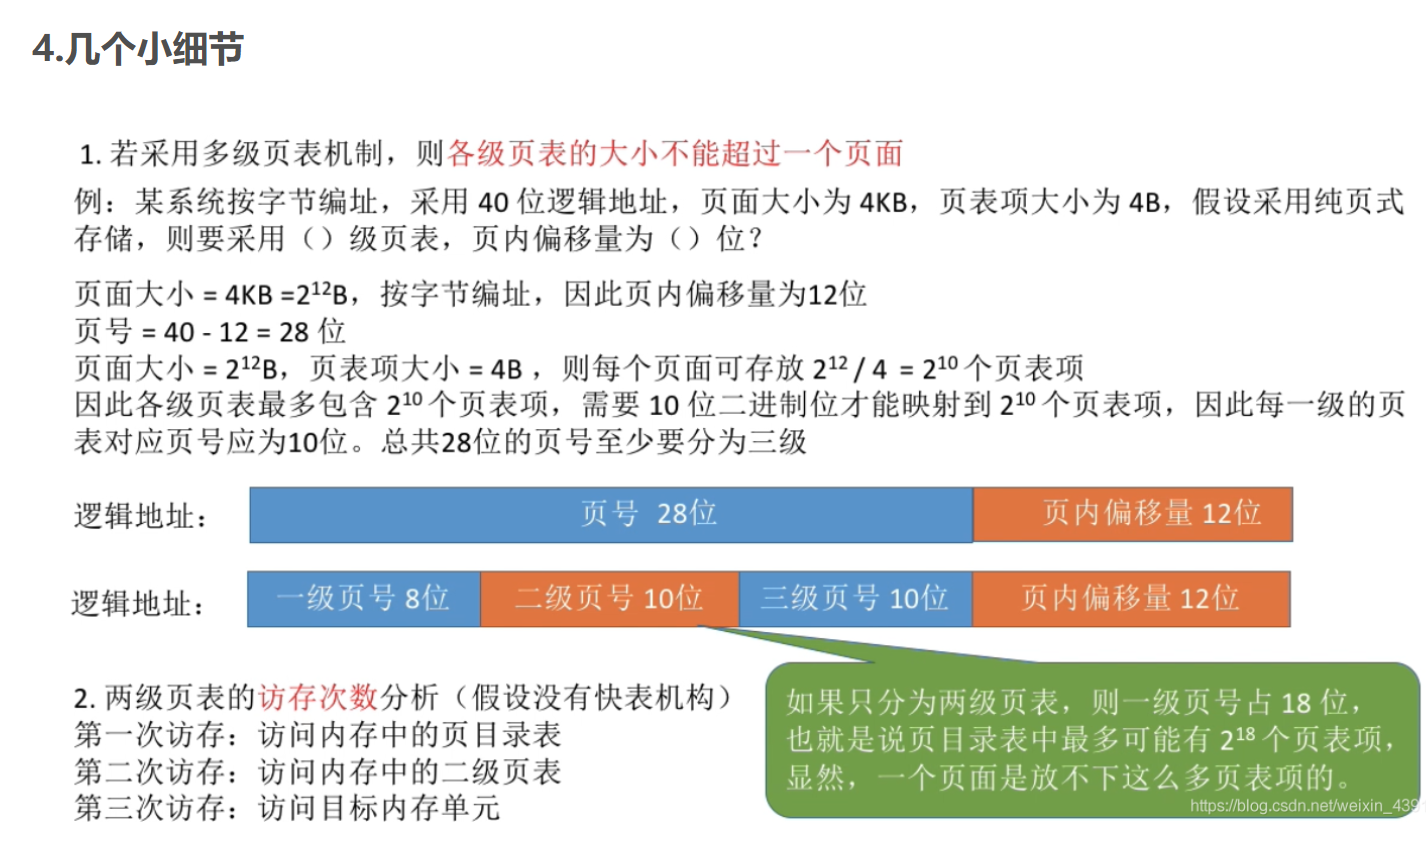 4.几个小细节
1. 若采用多级页表机制，则各级页表的大小不能超过一个页面
例：某系统按字节编址，采用 40 位逻辑地址，页面大小为 4KB，页表项大小为 4B，假设采用纯页式
存储，则要采用（）级页表，页内偏移量为（）位？
页面大小 = 4KB =2¹²B，按字节编址，因此页内偏移量为12位
页号 = 40 - 12 = 28 位
页面大小 = 2¹²B，页表项大小 = 4B ，则每个页面可存放 2¹² / 4 = 2¹⁰ 个页表项
因此各级页表最多包含 2¹⁰ 个页表项，需要 10 位二进制位才能映射到 2¹⁰ 个页表项，因此每一级的页
表对应页号应为10位。总共28位的页号至少要分为三级
逻辑地址： 页号 28位 页内偏移量 12位
逻辑地址： 一级页号 8位 二级页号 10位 三级页号 10位 页内偏移量 12位
2. 两级页表的访存次数分析（假设没有快表机构）
第一次访存：访问内存中的页目录表
第二次访存：访问内存中的二级页表
第三次访存：访问目标内存单元
如果只分为两级页表，则一级页号占 18 位，
也就是说页目录表中最多可能有 2¹⁸ 个页表项，
显然，一个页面是放不下这么多页表项的。
https://blog.csdn.net/weixin_439